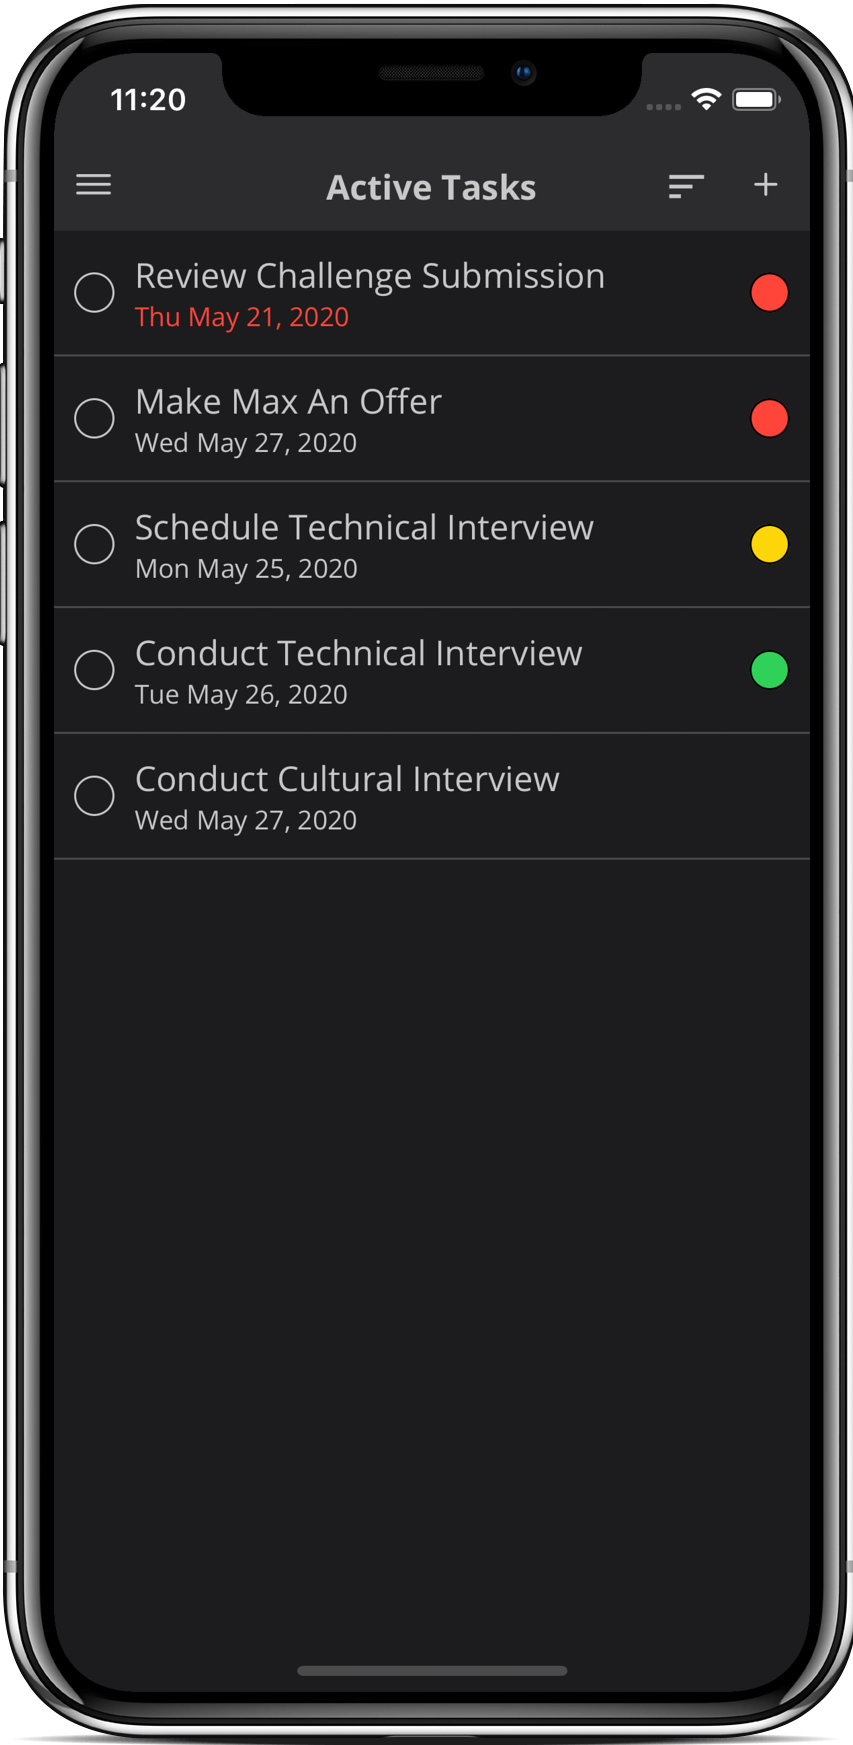 11:20
Active Tasks
Review Challenge Submission
Thu May 21, 2020
Make Max An Offer
Wed May 27, 2020
Schedule Technical Interview
Mon May 25, 2020
Conduct Technical Interview
Tue May 26, 2020
Conduct Cultural Interview
Wed May 27, 2020